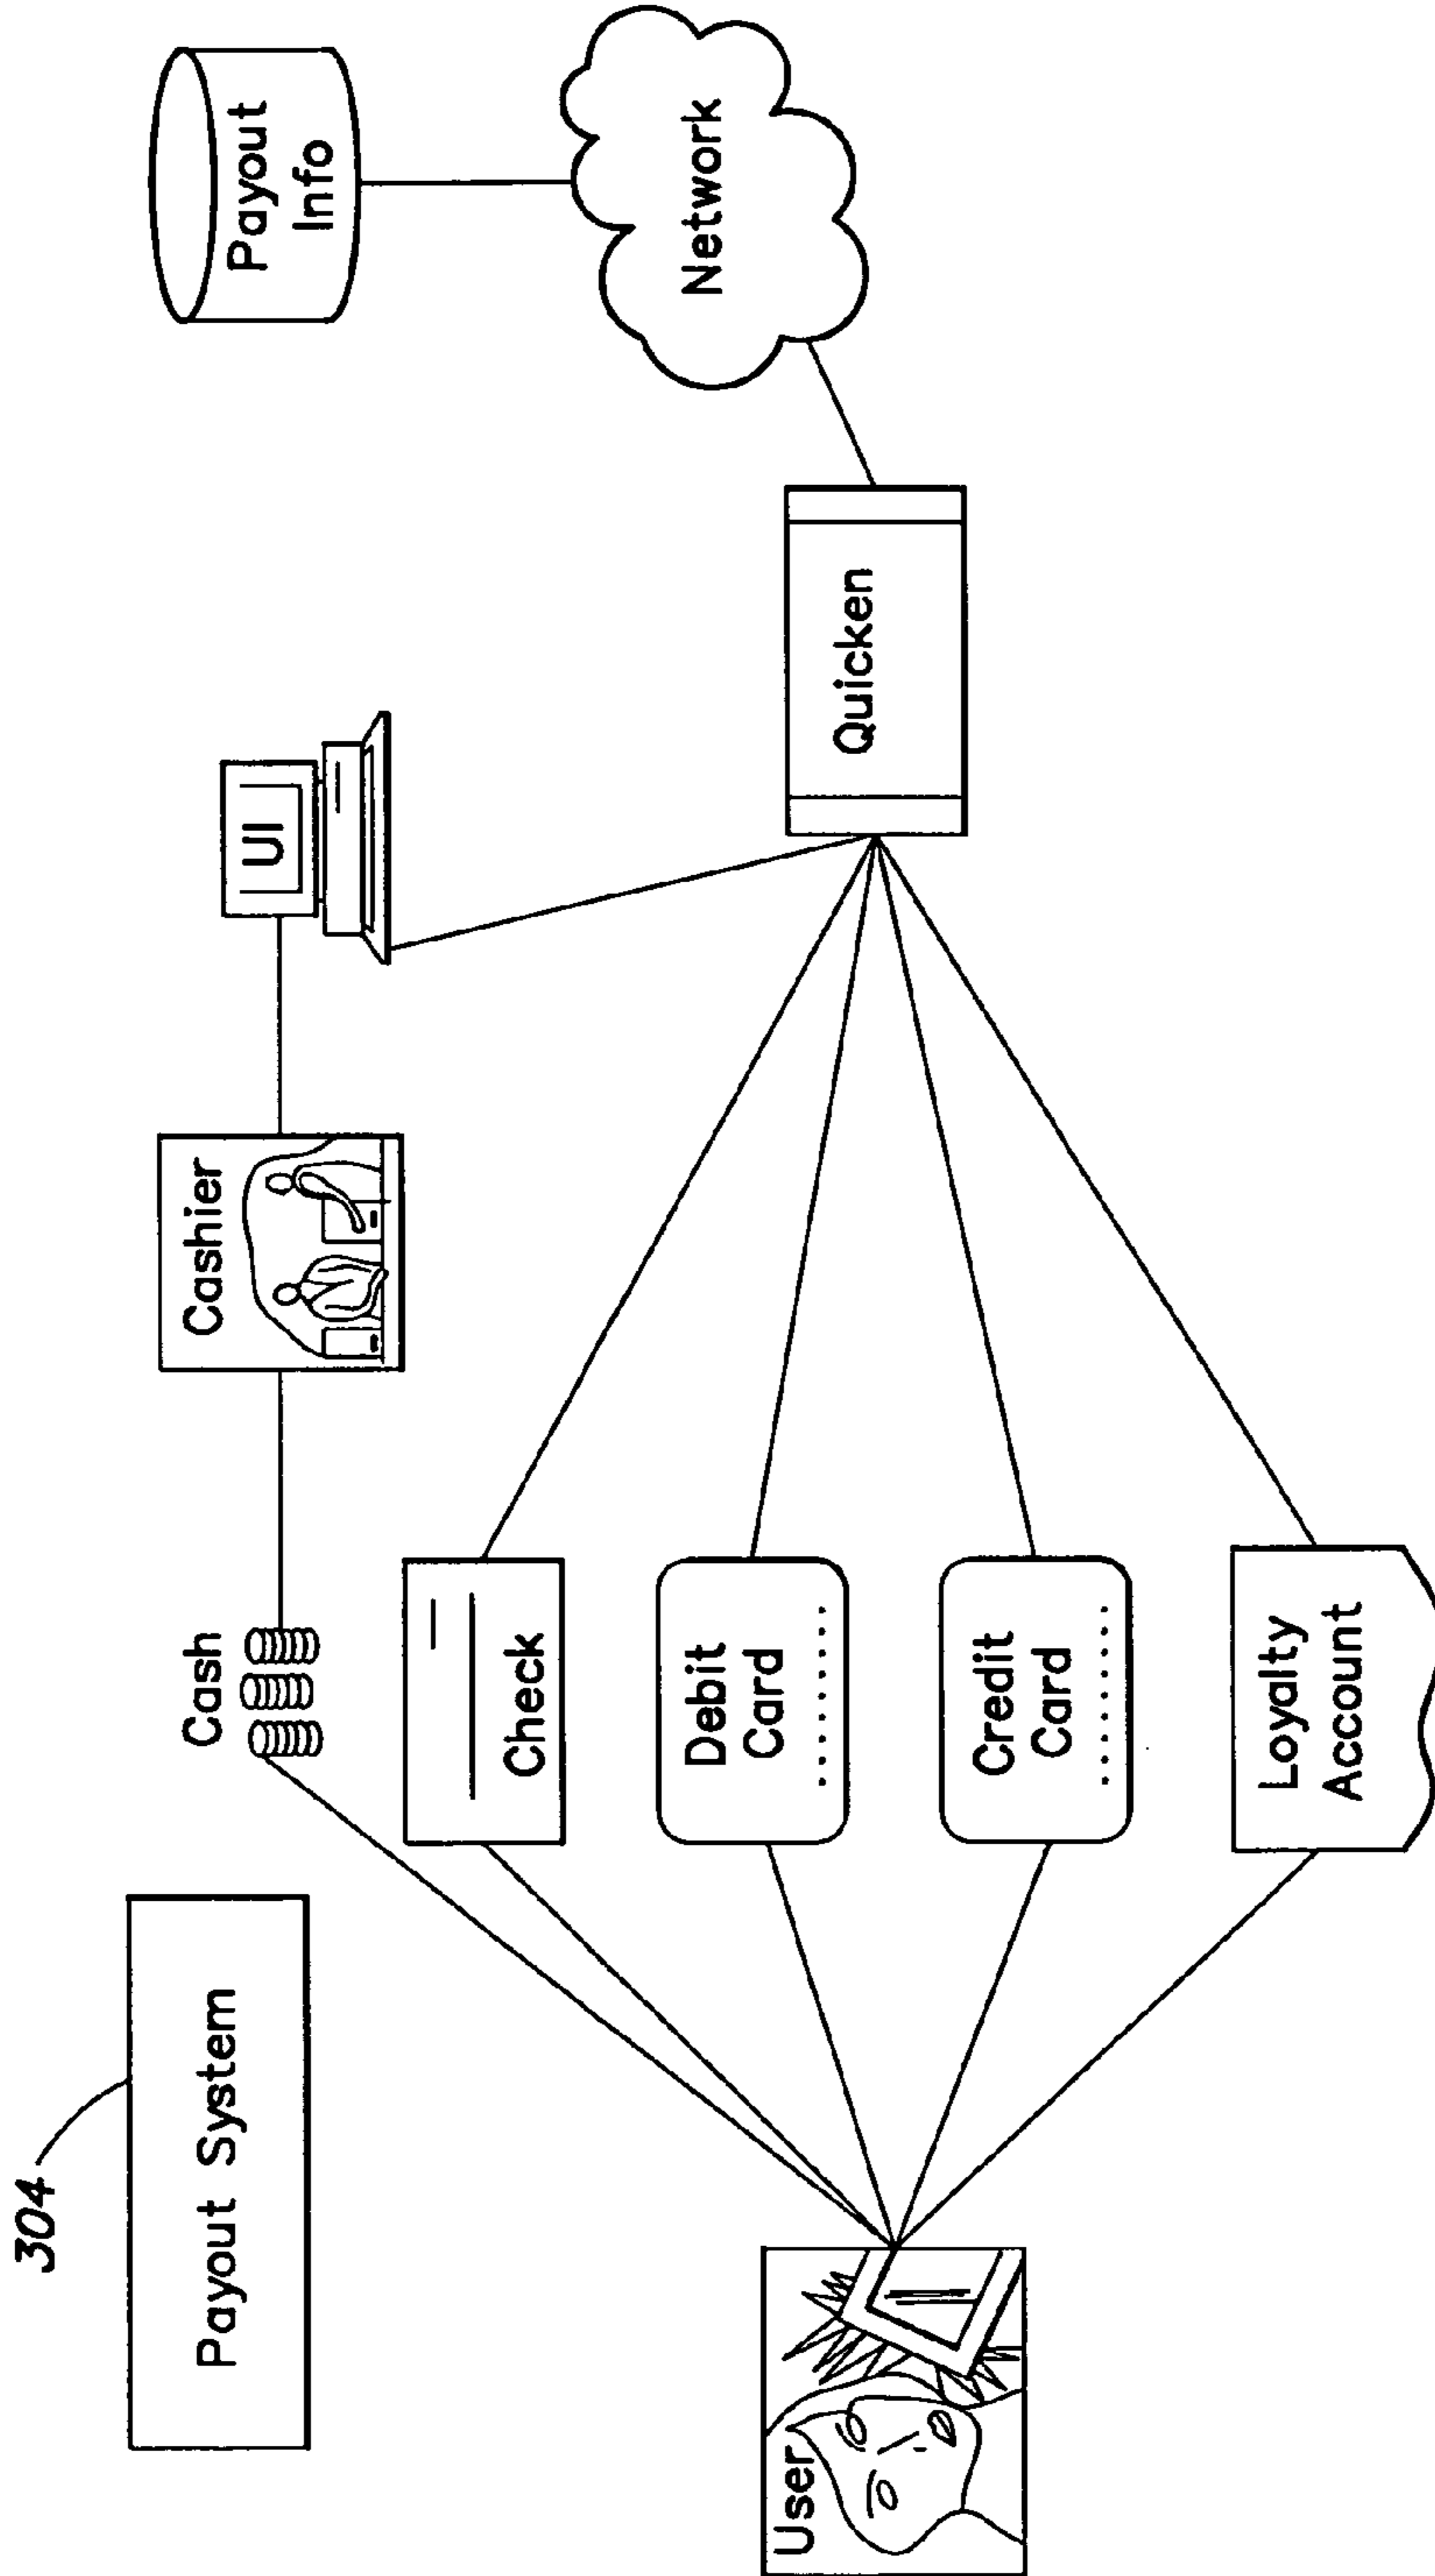 304
Payout System
Cash
Cashier
UI
Payout
Info
Check
Debit
Card
Credit
Card
Loyalty
Account
User
Quicken
Network